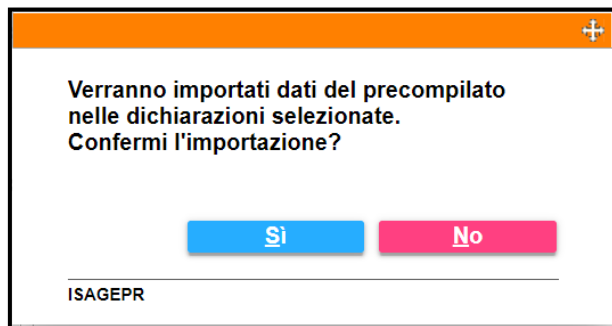 Verranno importati dati del precompilato
nelle dichiarazioni selezionate.
Confermi l'importazione?
Sì No
ISAGEPR